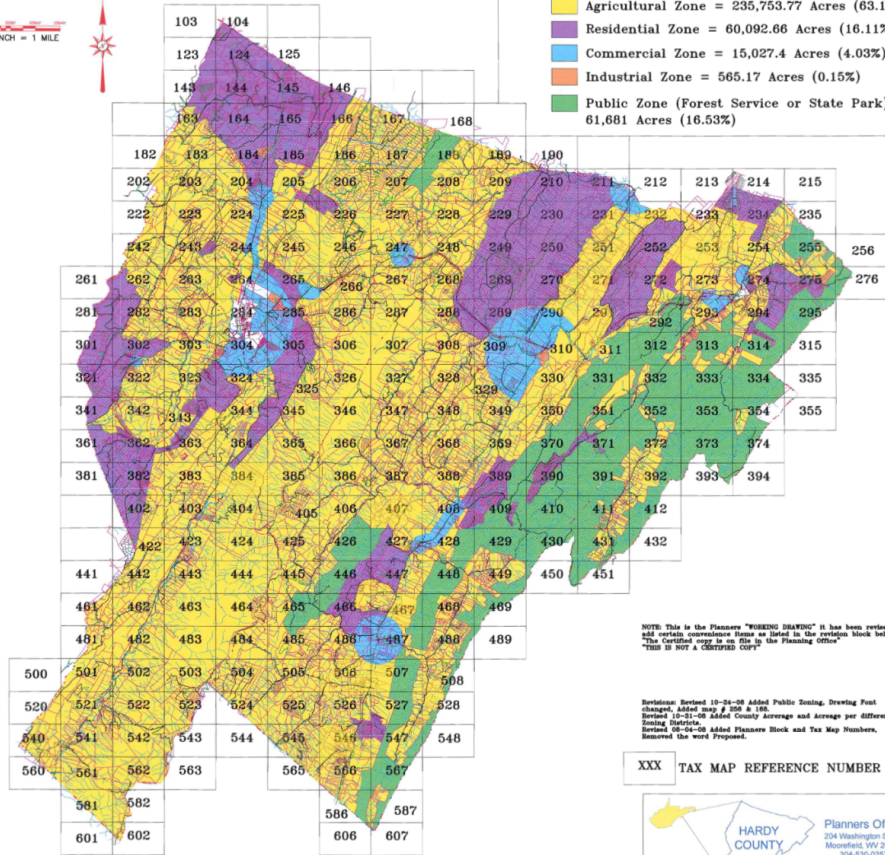 NCH = 1 MILE
Agricultural Zone = 235,753.77 Acres (63.1
Residential Zone = 60,092.66 Acres (16.11%
Commercial Zone = 15,027.4 Acres (4.03%)
Industrial Zone = 565.17 Acres (0.15%)
Public Zone (Forest Service or State Park)
61,681 Acres (16.53%)
103 104
123 124 125
143 144 145 146
163 164 165 166 167 168
182 183 184 185 186 187 188 189 190
202 203 204 205 206 207 208 209 210 211 212 213 214 215
222 223 224 225 226 227 228 229 230 231 232 233 234 235
242 243 244 245 246 247 248 249 250 251 252 253 254 255 256
261 262 263 264 265 266 267 268 269 270 271 272 273 274 275 276
281 282 283 284 285 286 287 288 289 290 291 292 293 294 295
301 302 303 304 305 306 307 308 309 310 311 312 313 314 315
321 322 323 324 325 326 327 328 329 330 331 332 333 334 335
341 342 343 344 345 346 347 348 349 350 351 352 353 354 355
361 362 363 364 365 366 367 368 369 370 371 372 373 374
381 382 383 384 385 386 387 388 389 390 391 392 393 394
402 403 404 405 406 407 408 409 410 411 412
422 423 424 425 426 427 428 429 430 431 432
441 442 443 444 445 446 447 448 449 450 451
461 462 463 464 465 466 467 468 469
481 482 483 484 485 486 487 488 489
500 501 502 503 504 505 506 507 508
520 521 522 523 524 525 526 527 528
540 541 542 543 544 545 546 547 548
560 561 562 563 565 566 567
581 582 586 587
601 602 606 607
NOTE: This is the Planners "WORKING DRAWING" it has been revise
add certain convenience items as listed in the revision block bel
"The Certified copy is on file in the Planning Office"
"THIS IS NOT A CERTIFIED COPY"
Revisions: Revised 10-24-08 Added Public Zoning, Drawing Font
changed, Added map # 256 & 168.
Revised 10-31-08 Added County Acrerage and Acreage per differe
Zoning Districts.
Revised 08-04-08 Added Planners Block and Tax Map Numbers,
Removed the word Proposed.
XXX TAX MAP REFERENCE NUMBER
HARDY
COUNTY
Planners Of
204 Washington S
Moorefield, WV 2